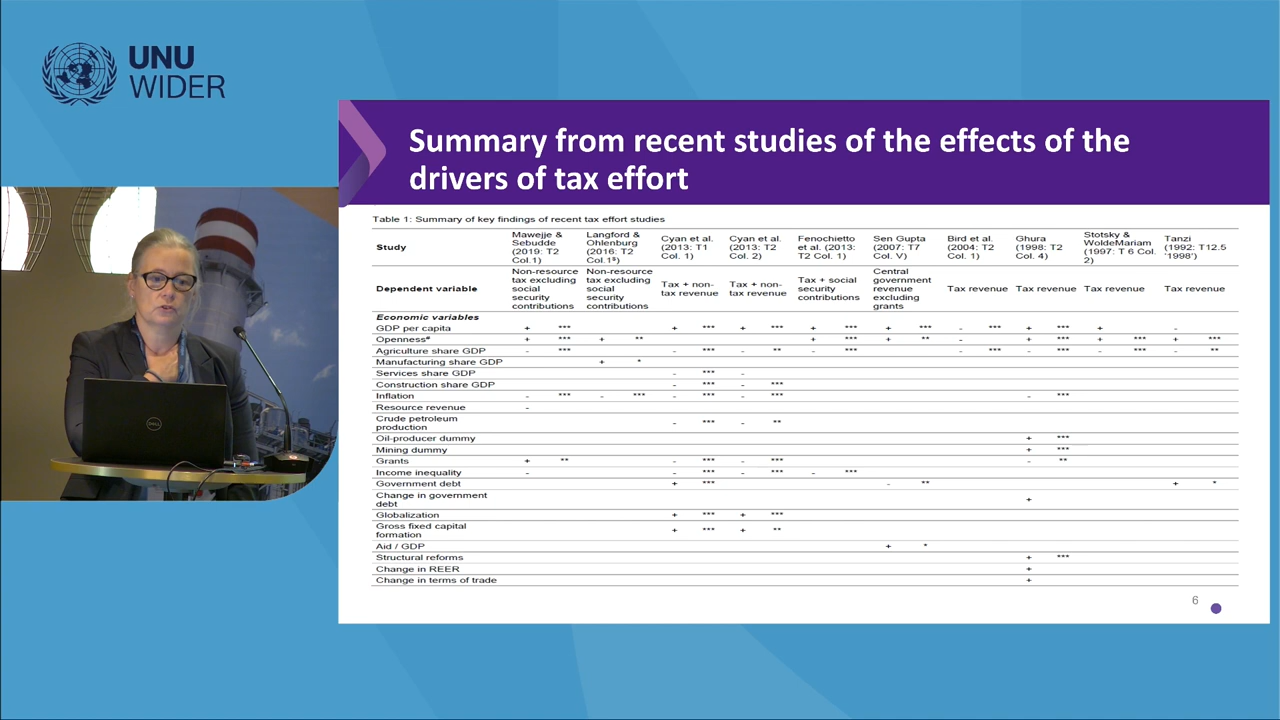 UNU
WIDER
Summary from recent studies of the effects of the
drivers of tax effort
Table 1: Summary of key findings of recent tax effort studies
Study
Mawejje &
Sebudde
(2019: T2
Col.1)
Langford &
Ohlenburg
(2016: T2
Col.1$)
Cyan et al.
(2013: T1
Col. 1)
Cyan et al.
(2013: T2
Col. 2)
Fenochietto
et al. (2013:
T2 Col. 1)
Sen Gupta
(2007: T7
Col. V)
Bird et al.
(2004: T2
Col. 1)
Ghura
(1998: T2
Col. 4)
Stotsky &
WoldeMariam
(1997: T 6 Col.
2)
Tanzi
(1992: T12.5
'1998')
Dependent variable
Non-resource
tax excluding
social
security
contributions
Non-resource
tax excluding
social
security
contributions
Tax + non-
tax revenue
Tax + non-
tax revenue
Tax + social
security
contributions
Central
government
revenue
excluding
grants
Tax revenue
Tax revenue
Tax revenue
Tax revenue
Economic variables
GDP per capita + *** + *** + *** + *** + *** - *** + *** + -
Openness# + *** + ** + *** + ** - + *** + *** + ***
Agriculture share GDP - *** - *** - ** - *** - *** - *** - *** - **
Manufacturing share GDP + *
Services share GDP - *** -
Construction share GDP - *** - ***
Inflation - *** - *** - *** - *** - ***
Resource revenue -
Crude petroleum
production - *** - **
Oil-producer dummy + ***
Mining dummy + ***
Grants + ** - *** - *** - **
Income inequality - - *** - *** - ***
Government debt + *** - ** + *
Change in government
debt +
Globalization + *** + ***
Gross fixed capital
formation + *** + **
Aid / GDP + *
Structural reforms + ***
Change in REER +
Change in terms of trade +
6
DELL